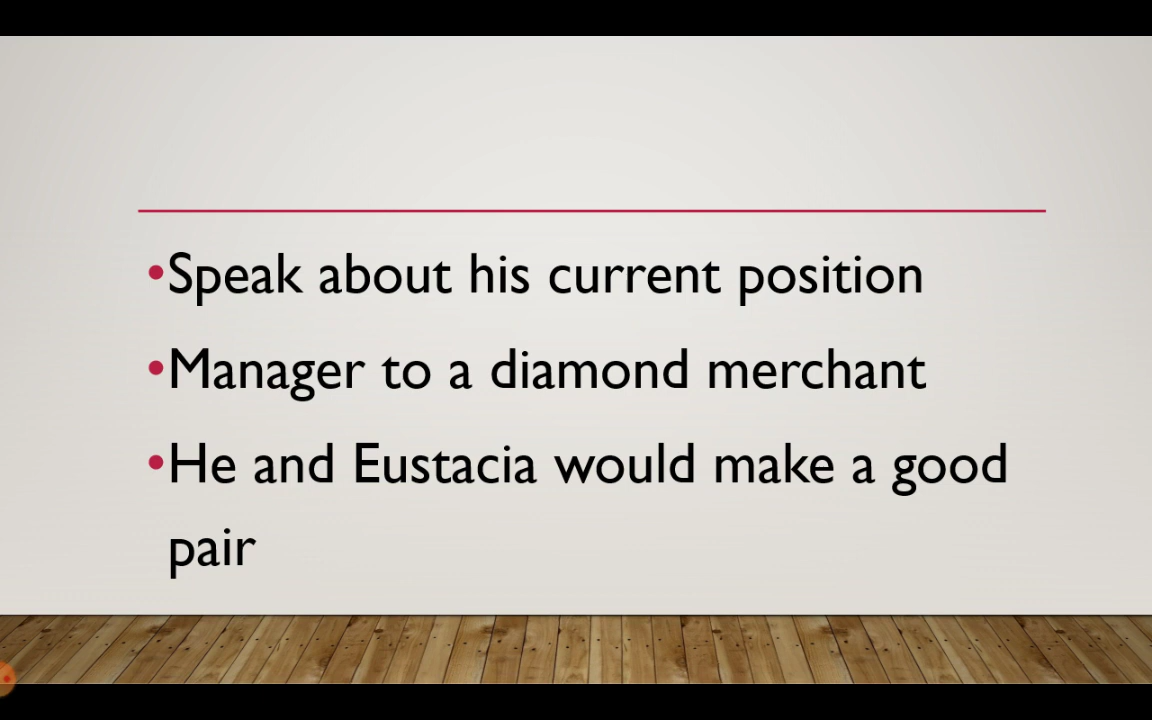 •Speak about his current position
•Manager to a diamond merchant
•He and Eustacia would make a good
pair